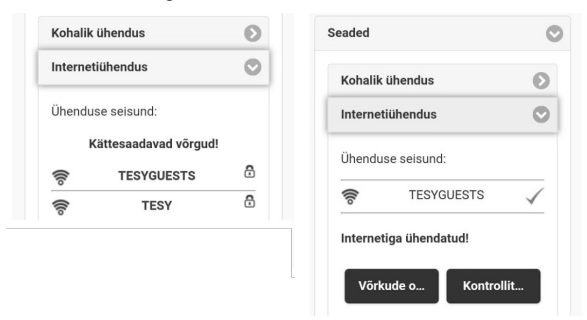 Kohalik ühendus
Internetiühendus
Ühenduse seisund:
Kättesaadavad võrgud!
TESYGUESTS
TESY
Seaded
Kohalik ühendus
Internetiühendus
Ühenduse seisund:
TESYGUESTS
Internetiga ühendatud!
Võrkude o... Kontrollit...